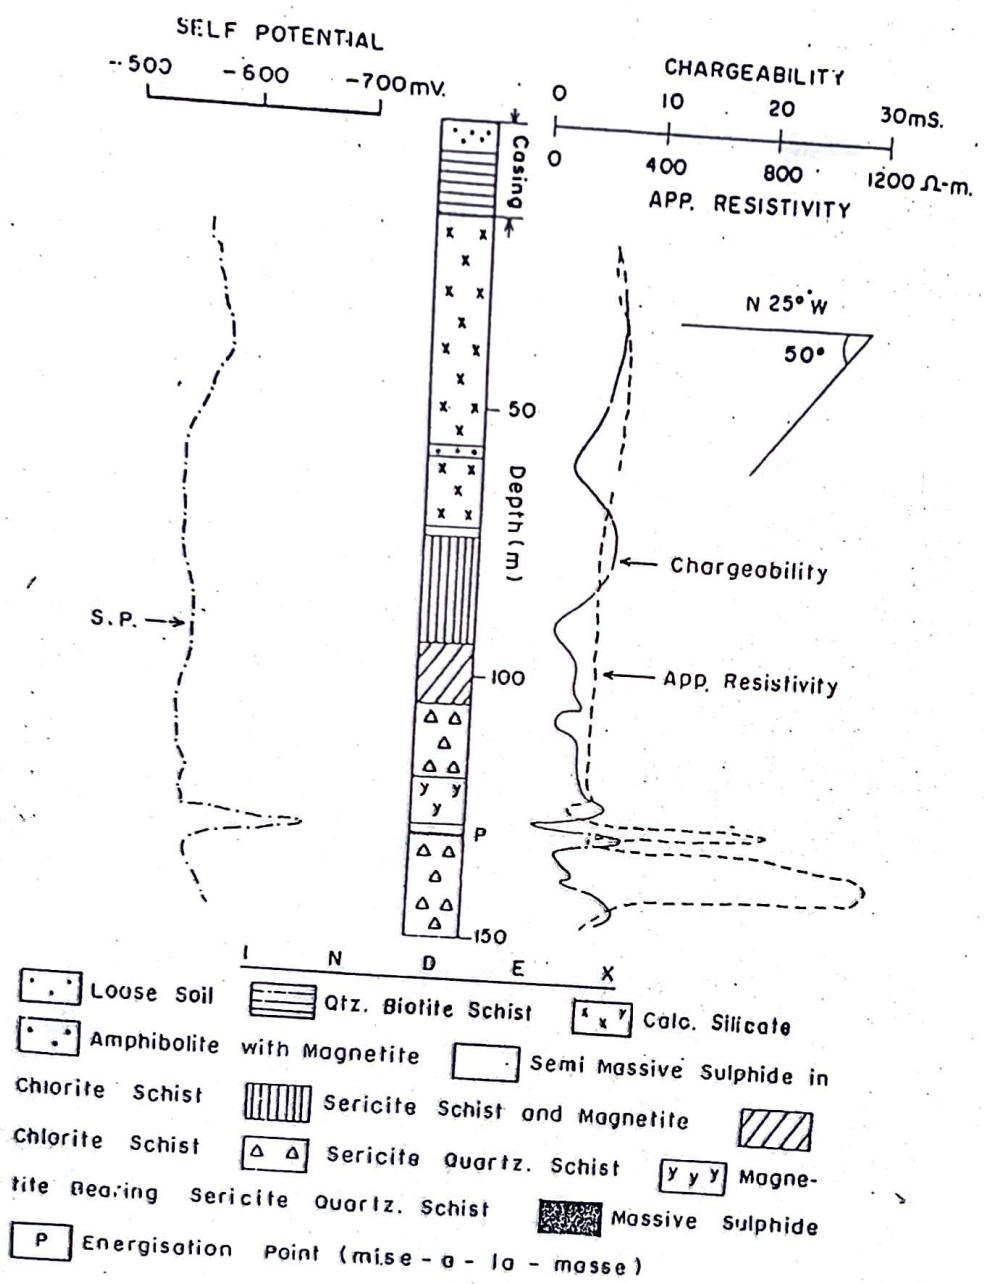 SELF POTENTIAL
-500 -600 -700mV.
CHARGEABILITY
0 10 20 30mS.
0 400 800 1200 Ω-m.
APP. RESISTIVITY
Casing
N 25° W
50°
50
Depth (m)
Chargeability
S.P.
100
App. Resistivity
P
150
I N D E X
Loose Soil Qtz. Biotite Schist Calc. Silicate
Amphibolite with Magnetite Semi Massive Sulphide in
Chlorite Schist Sericite Schist and Magnetite
Chlorite Schist Sericite Quartz. Schist Magne-
tite Bearing Sericite Quartz. Schist Massive Sulphide
P Energisation Point (mise-a-la-masse)